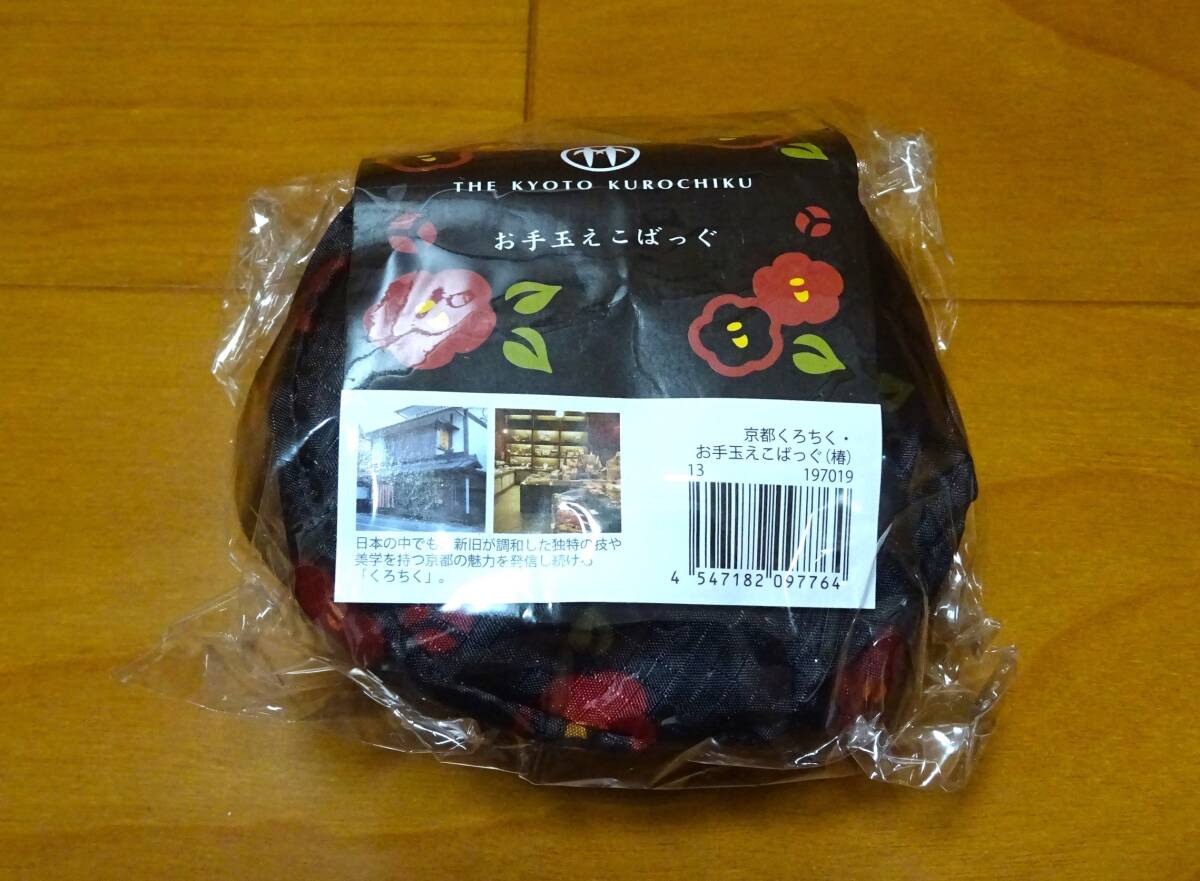 THE KYOTO KUROCHIKU
お手玉えこばっぐ
京都くろちく・
お手玉えこばっぐ(椿)
13 197019
4 547182 097764
日本の中でも、新旧が調和した独特の技や
美学を持つ京都の魅力を発信し続ける
「くろちく」。